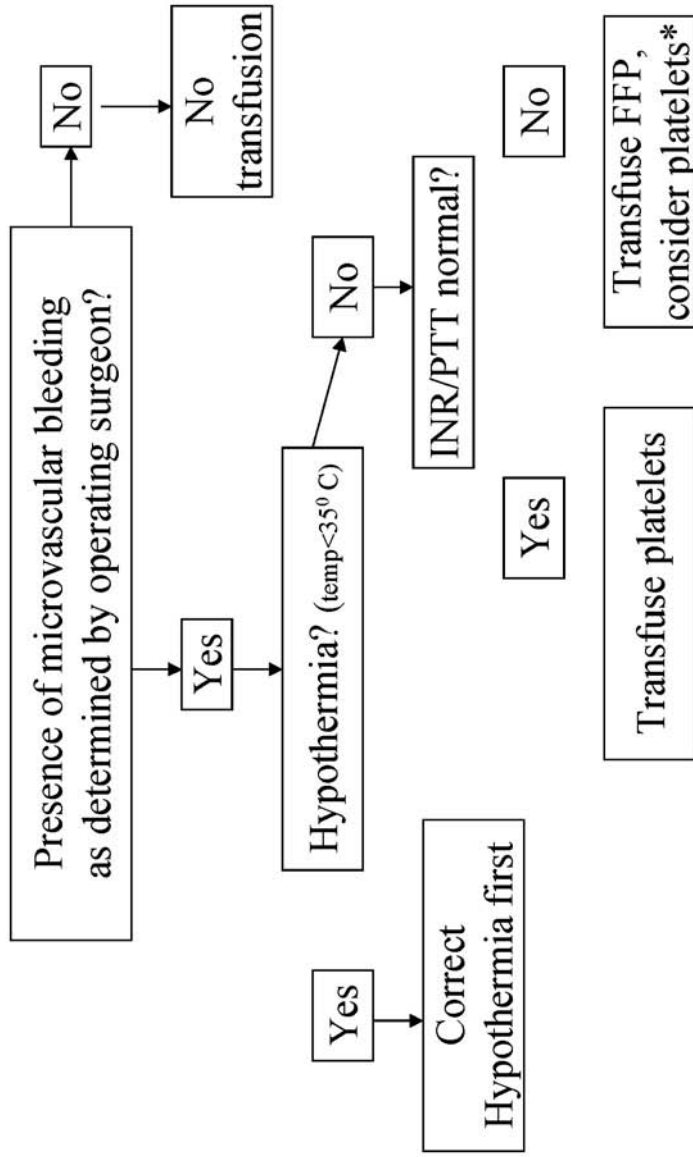 Presence of microvascular bleeding
as determined by operating surgeon?
No
No
transfusion
Yes
Hypothermia? (temp<35⁰ C)
Yes
Correct
Hypothermia first
No
INR/PTT normal?
Yes
Transfuse platelets
No
Transfuse FFP,
consider platelets*